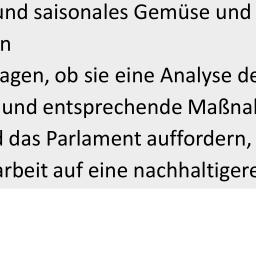 und saisonales Gemüse und
n
agen, ob sie eine Analyse de
und entsprechende Maßna
das Parlament auffordern,
arbeit auf eine nachhaltigere